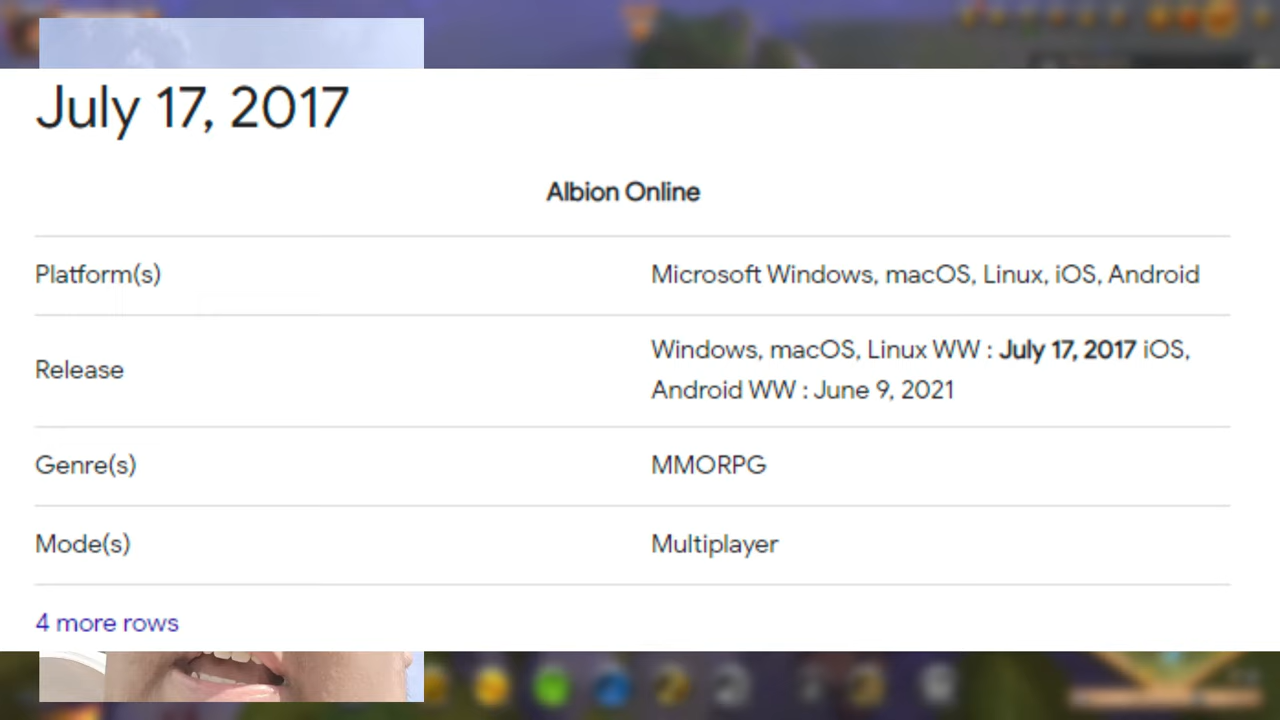 July 17, 2017
Albion Online
Platform(s)
Microsoft Windows, macOS, Linux, iOS, Android
Release
Windows, macOS, Linux WW : July 17, 2017 iOS,
Android WW : June 9, 2021
Genre(s)
MMORPG
Mode(s)
Multiplayer
4 more rows